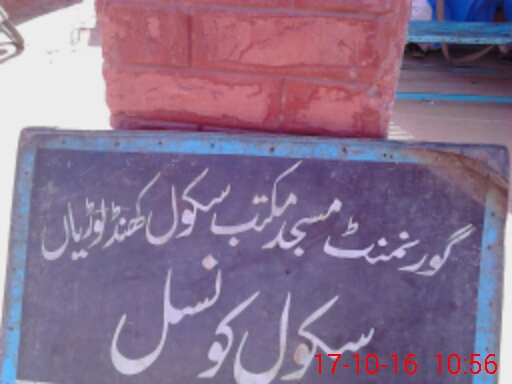 گورنمنٹ مسجد مکتب سکول کھنڈ لوڑیاں
سکول کونسل
17-10-16 10:56